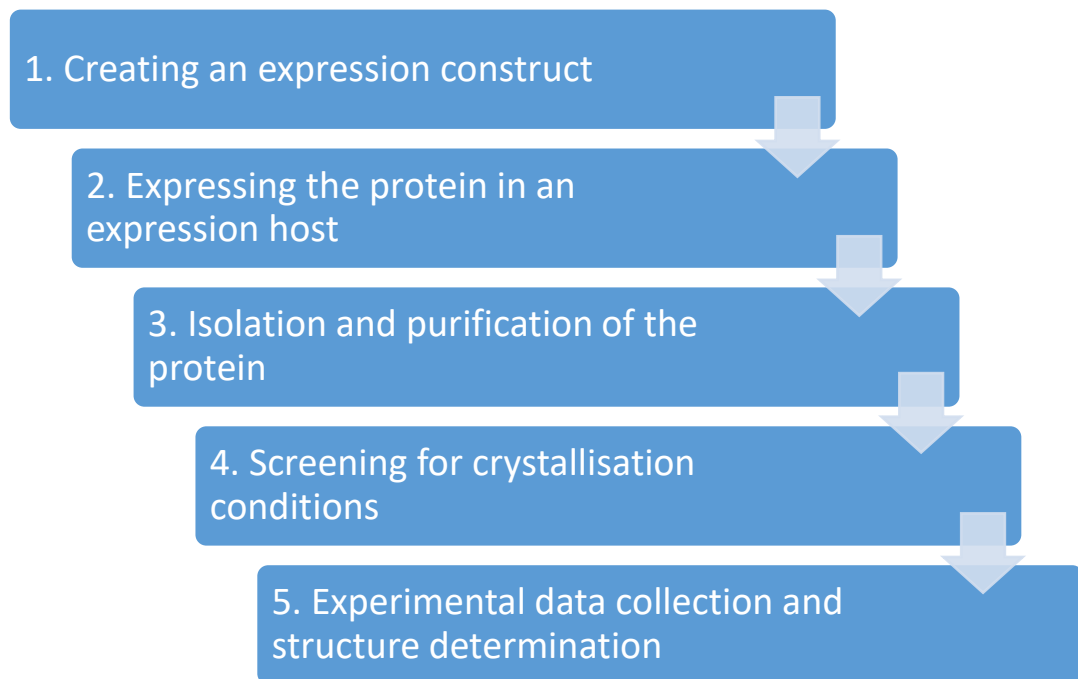 1. Creating an expression construct
2. Expressing the protein in an
expression host
3. Isolation and purification of the
protein
4. Screening for crystallisation
conditions
5. Experimental data collection and
structure determination